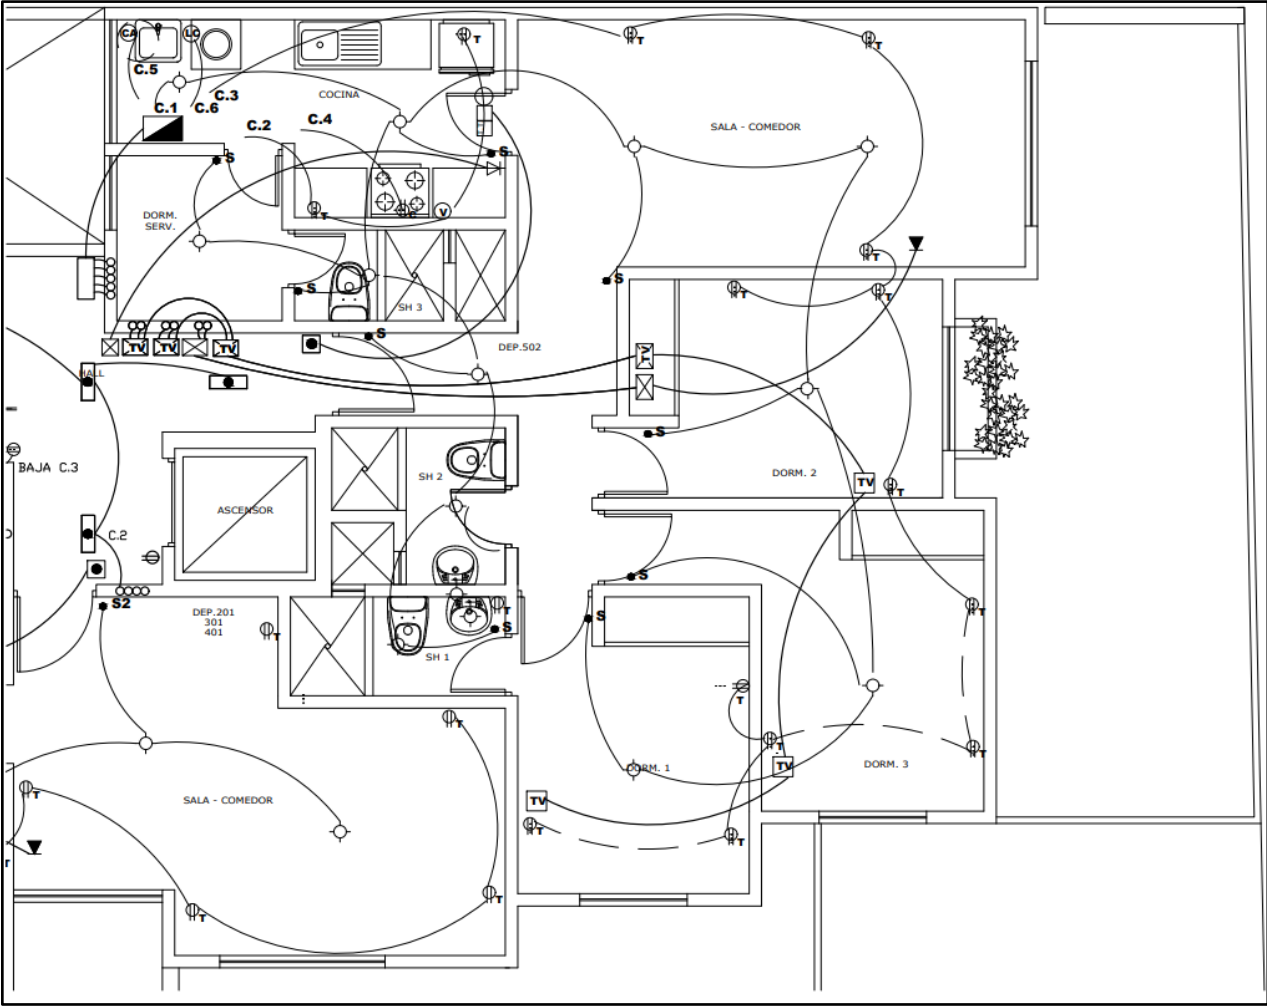 CA
LC
T
T
T
C.5
C.3
C.1
C.6
COCINA
C.4
C.2
SALA - COMEDOR
S
S
DORM.
SERV.
T
C
V
T
S
S
T
T
SH 3
S
DEP.502
TV
TV
TV
TV
HALL
S
BAJA C.3
SH 2
DORM. 2
TV
T
ASCENSOR
C.2
S
S2
DEP.201
301
401
T
T
S
S
T
SH 1
T
T
T
T
DORM. 1
TV
DORM. 3
T
TV
SALA - COMEDOR
T
T
T
T
T